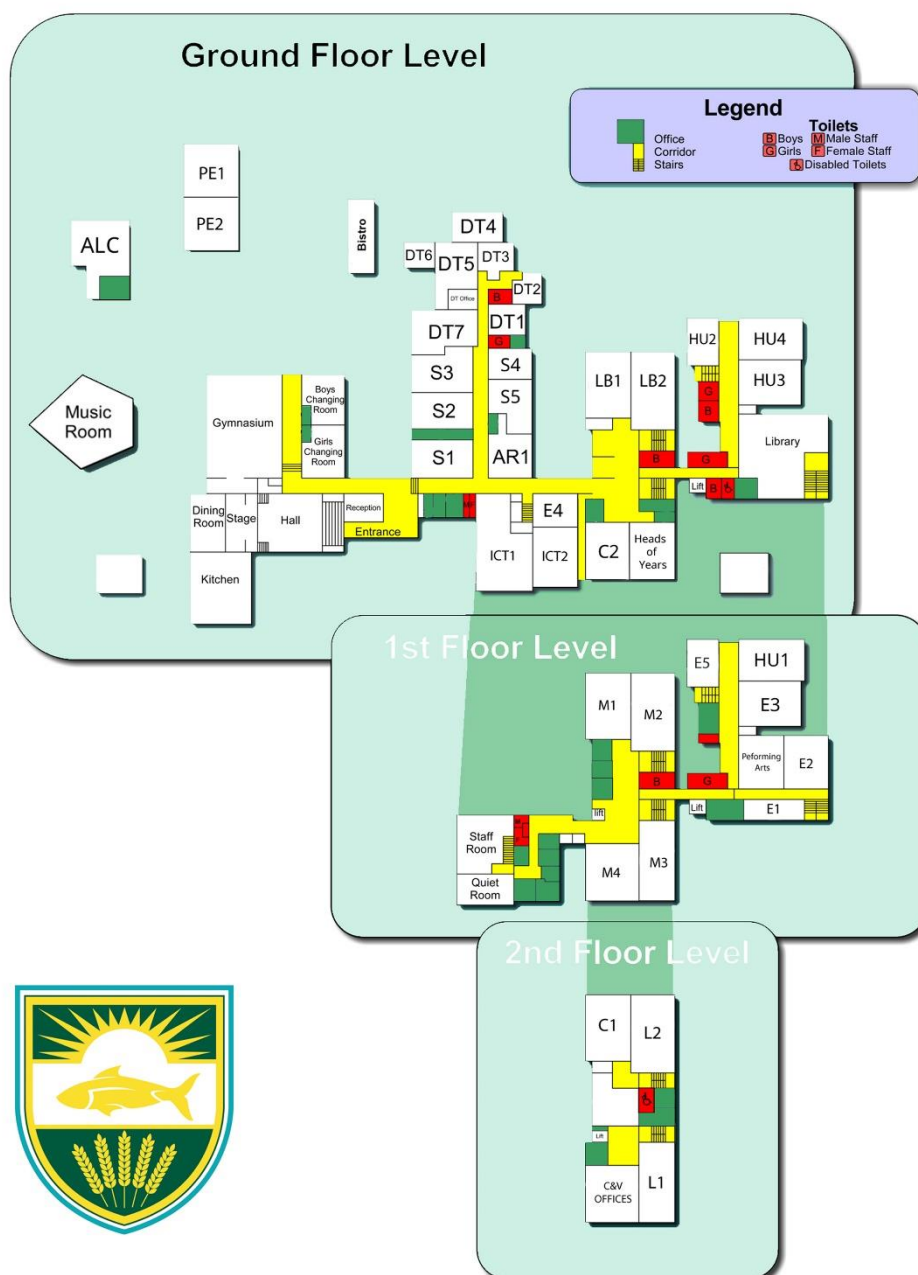 Ground Floor Level
Legend
Office
Corridor
Stairs
Toilets
B Boys
M Male Staff
G Girls
F Female Staff
Disabled Toilets
PE1
PE2
ALC
Bistro
Music
Room
DT4
DT6
DT5
DT3
DT2
DT Office
B
DT1
G
DT7
S3
S4
S2
S5
S1
AR1
Gymnasium
Boys
Changing
Room
Girls
Changing
Room
LB1
LB2
HU2
HU4
HU3
G
B
Library
B
G
Lift
B
Dining
Room
Stage
Hall
Reception
Entrance
Kitchen
E4
ICT1
ICT2
C2
Heads
of
Years
1st Floor Level
E5
HU1
E3
M1
M2
Peforming
Arts
E2
B
G
lift
Lift
E1
Staff
Room
Quiet
Room
M4
M3
2nd Floor Level
C1
L2
Lift
C&V
OFFICES
L1